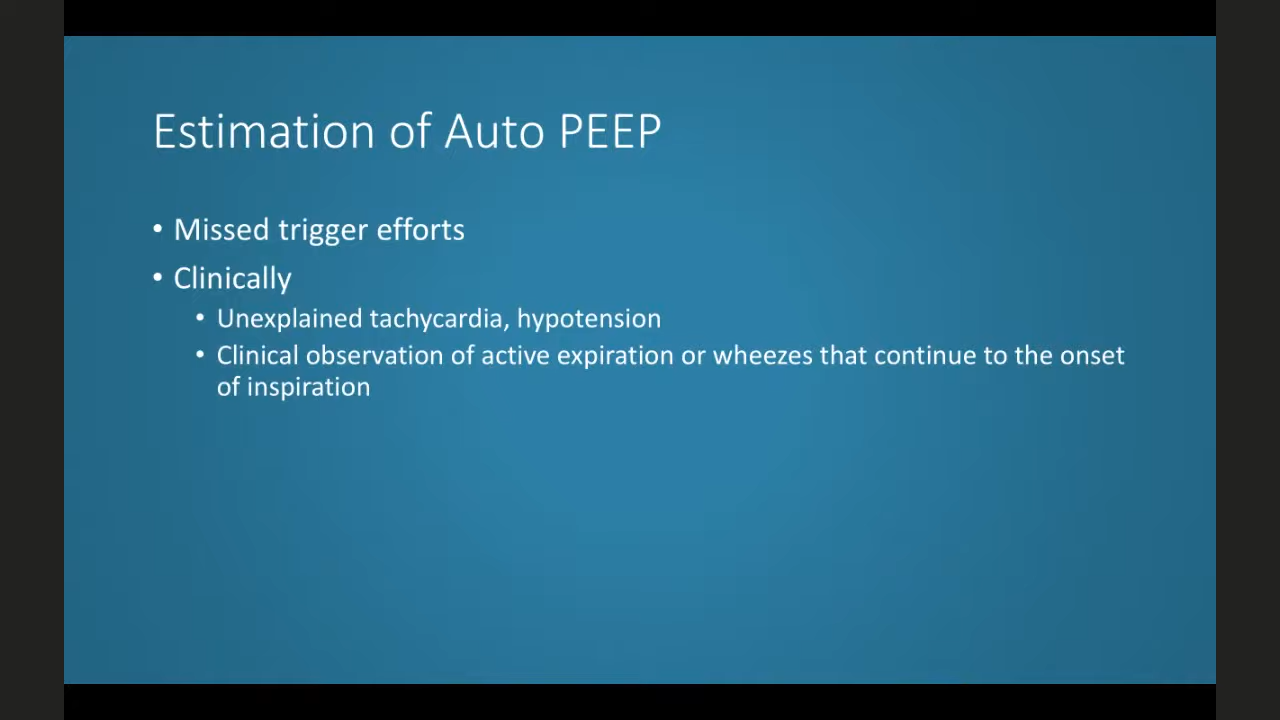 Estimation of Auto PEEP
• Missed trigger efforts
• Clinically
• Unexplained tachycardia, hypotension
• Clinical observation of active expiration or wheezes that continue to the onset
of inspiration